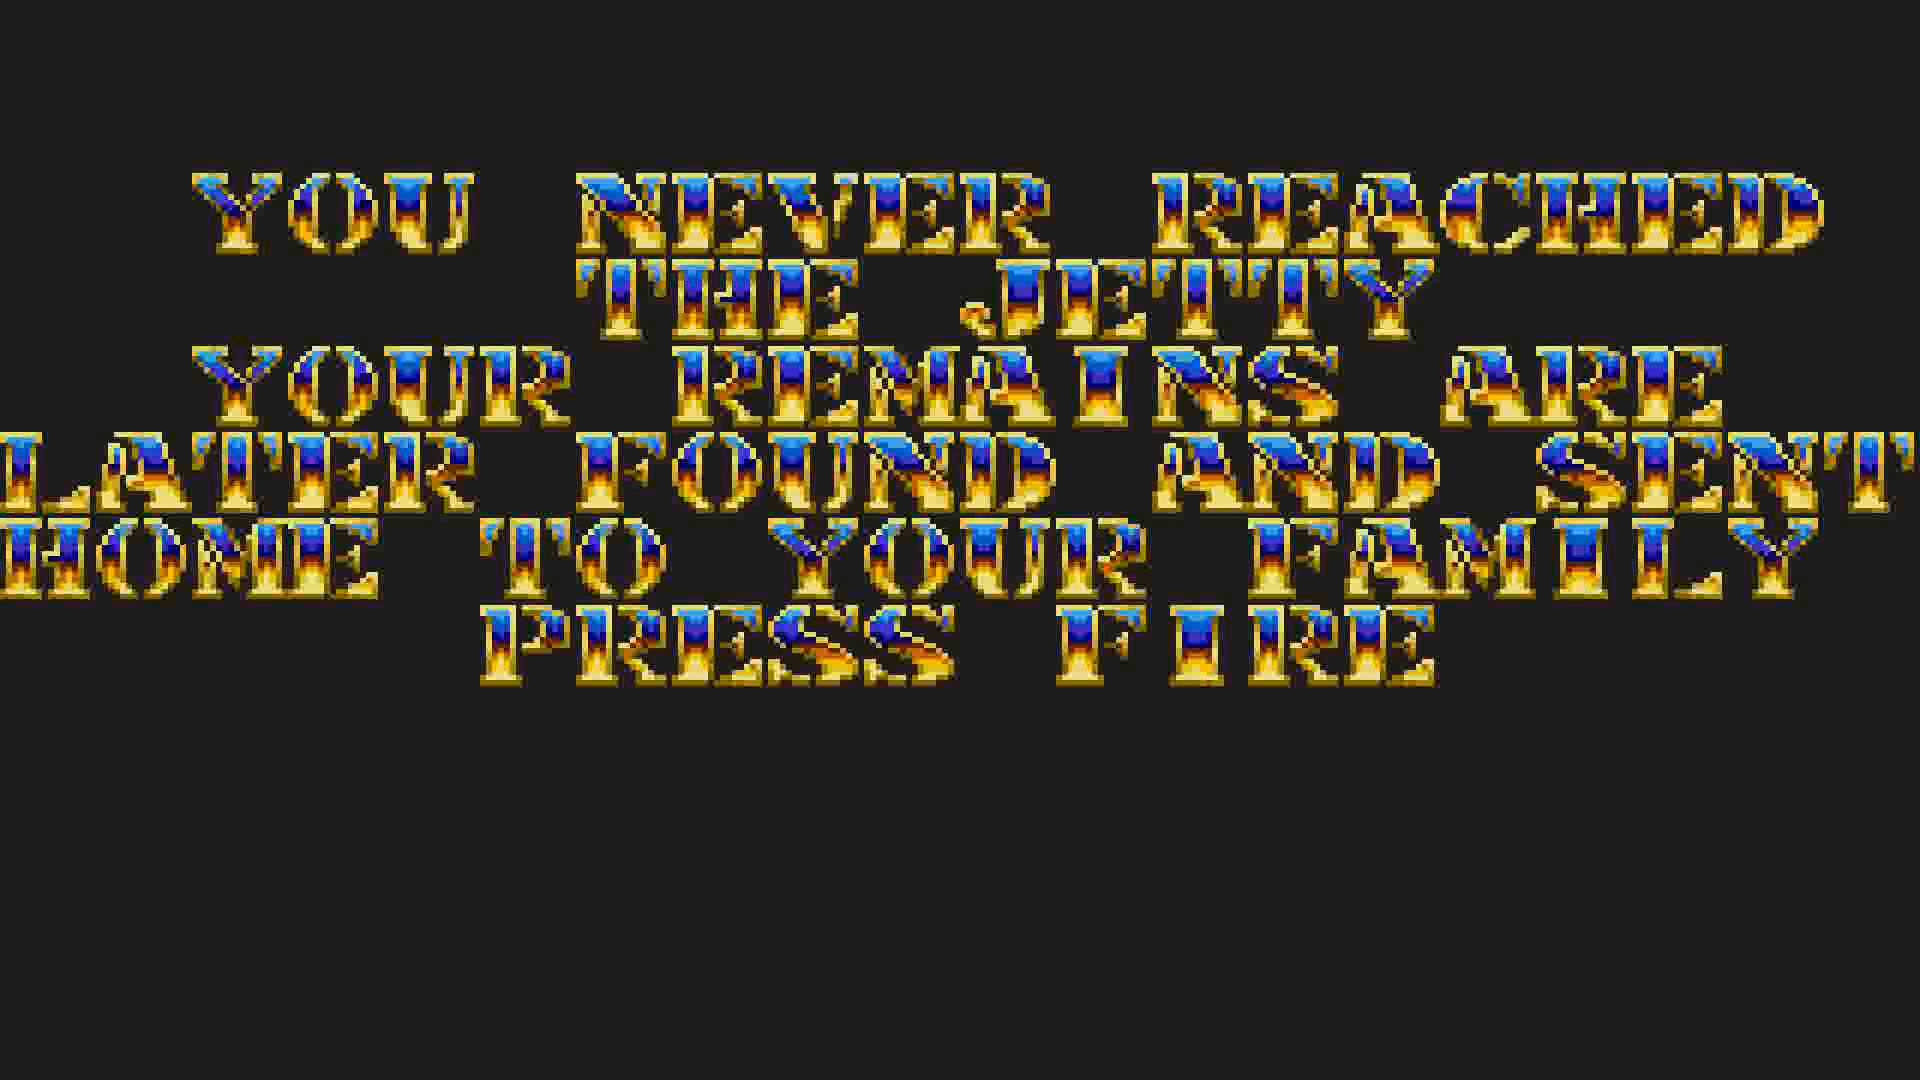 YOU NEVER REACHED
THE JETTY
YOUR REMAINS ARE
LATER FOUND AND SENT
HOME TO YOUR FAMILY
PRESS FIRE